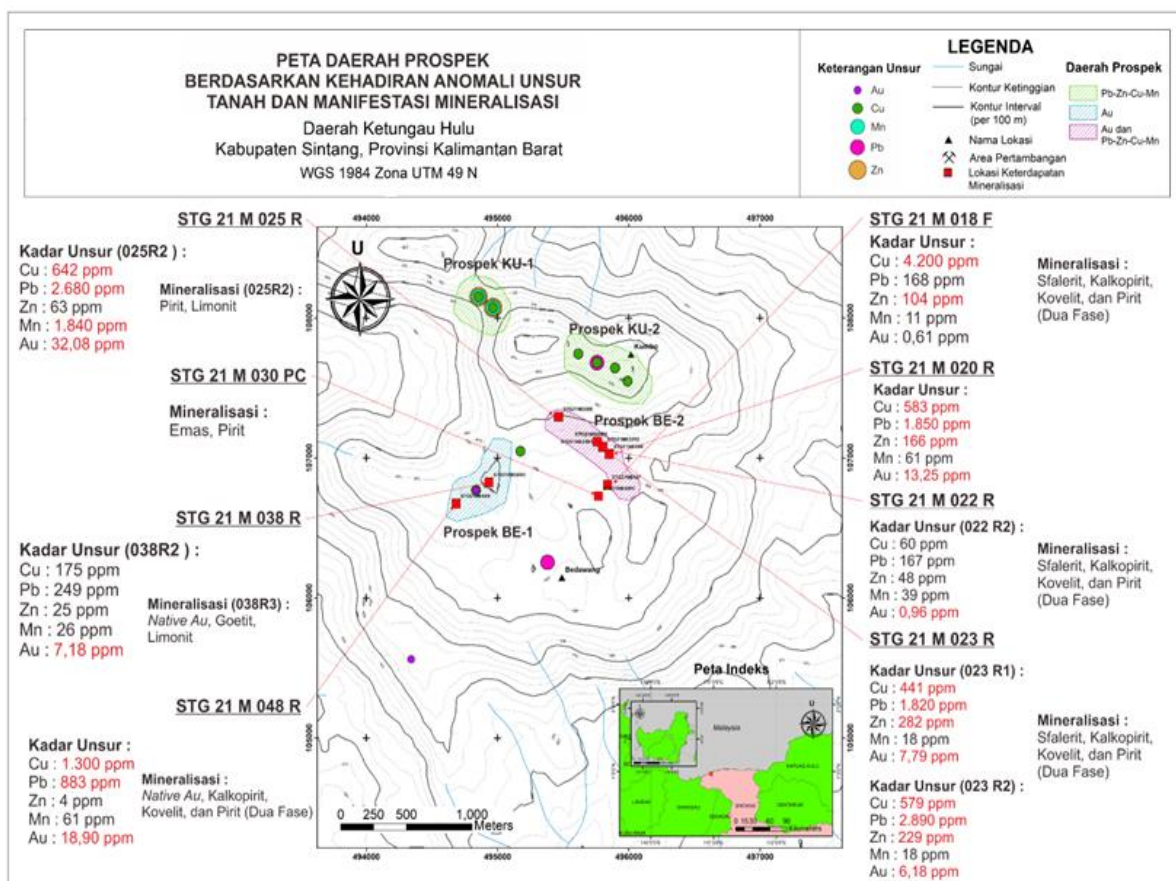 PETA DAERAH PROSPEK
BERDASARKAN KEHADIRAN ANOMALI UNSUR
TANAH DAN MANIFESTASI MINERALISASI
Daerah Ketungau Hulu
Kabupaten Sintang, Provinsi Kalimantan Barat
WGS 1984 Zona UTM 49 N
LEGENDA
Keterangan Unsur
Au
Cu
Mn
Pb
Zn
Sungai
Kontur Ketinggian
Kontur Interval
(per 100 m)
Nama Lokasi
Area Pertambangan
Lokasi Keterdapatan
Mineralisasi
Daerah Prospek
Pb-Zn-Cu-Mn
Au
Au dan
Pb-Zn-Cu-Mn
STG 21 M 025 R
Kadar Unsur (025R2 ) :
Cu : 642 ppm
Pb : 2.680 ppm
Zn : 63 ppm
Mn : 1.840 ppm
Au : 32,08 ppm
Mineralisasi (025R2) :
Pirit, Limonit
STG 21 M 030 PC
Mineralisasi :
Emas, Pirit
STG 21 M 038 R
Kadar Unsur (038R2 ) :
Cu : 175 ppm
Pb : 249 ppm
Zn : 25 ppm
Mn : 26 ppm
Au : 7,18 ppm
Mineralisasi (038R3) :
Native Au, Goetit,
Limonit
STG 21 M 048 R
Kadar Unsur :
Cu : 1.300 ppm
Pb : 883 ppm
Zn : 4 ppm
Mn : 61 ppm
Au : 18,90 ppm
Mineralisasi :
Native Au, Kalkopirit,
Kovelit, dan Pirit (Dua Fase)
494000 495000 496000 497000
U
Prospek KU-1
Prospek KU-2
Kumbo
Prospek BE-2
Prospek BE-1
Bedawang
108000
107000
106000
105000
108000
107000
106000
105000
0 250 500 1,000
Meters
Peta Indeks
Malaysia
U
494000 495000 496000 497000
STG 21 M 018 F
Kadar Unsur :
Cu : 4.200 ppm
Pb : 168 ppm
Zn : 104 ppm
Mn : 11 ppm
Au : 0,61 ppm
Mineralisasi :
Sfalerit, Kalkopirit,
Kovelit, dan Pirit
(Dua Fase)
STG 21 M 020 R
Kadar Unsur :
Cu : 583 ppm
Pb : 1.850 ppm
Zn : 166 ppm
Mn : 61 ppm
Au : 13,25 ppm
STG 21 M 022 R
Kadar Unsur (022 R2) :
Cu : 60 ppm
Pb : 167 ppm
Zn : 48 ppm
Mn : 39 ppm
Au : 0,96 ppm
Mineralisasi :
Sfalerit, Kalkopirit,
Kovelit, dan Pirit
(Dua Fase)
STG 21 M 023 R
Kadar Unsur (023 R1) :
Cu : 441 ppm
Pb : 1.820 ppm
Zn : 282 ppm
Mn : 18 ppm
Au : 7,79 ppm
Mineralisasi :
Sfalerit, Kalkopirit,
Kovelit, dan Pirit
(Dua Fase)
Kadar Unsur (023 R2) :
Cu : 579 ppm
Pb : 2.890 ppm
Zn : 229 ppm
Mn : 18 ppm
Au : 6,18 ppm